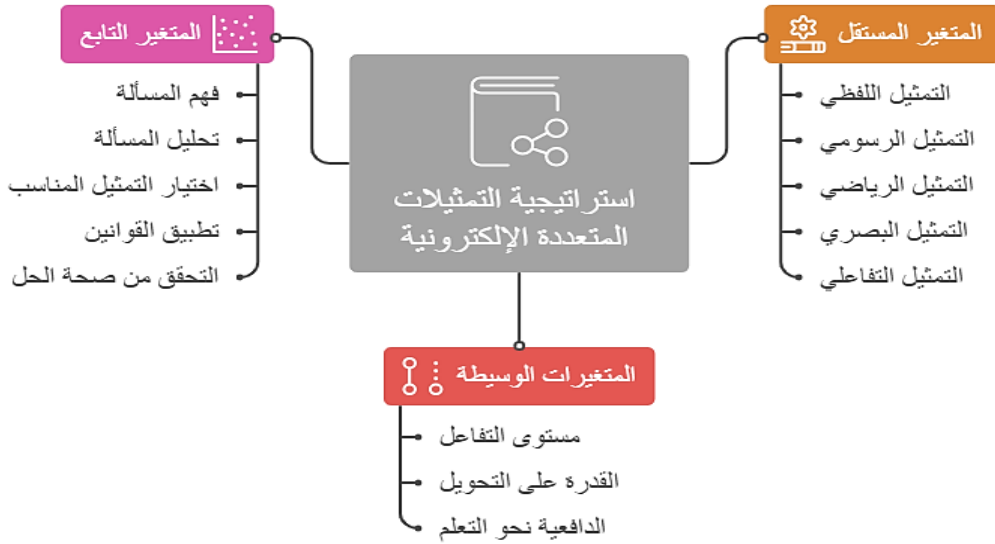 المتغير المستقل
التمثيل اللفظي
التمثيل الرسومي
التمثيل الرياضي
التمثيل البصري
التمثيل التفاعلي
استراتيجية التمثيلات
المتعددة الإلكترونية
المتغير التابع
فهم المسألة
تحليل المسألة
اختيار التمثيل المناسب
تطبيق القوانين
التحقق من صحة الحل
المتغيرات الوسيطة
مستوى التفاعل
القدرة على التحويل
الدافعية نحو التعلم